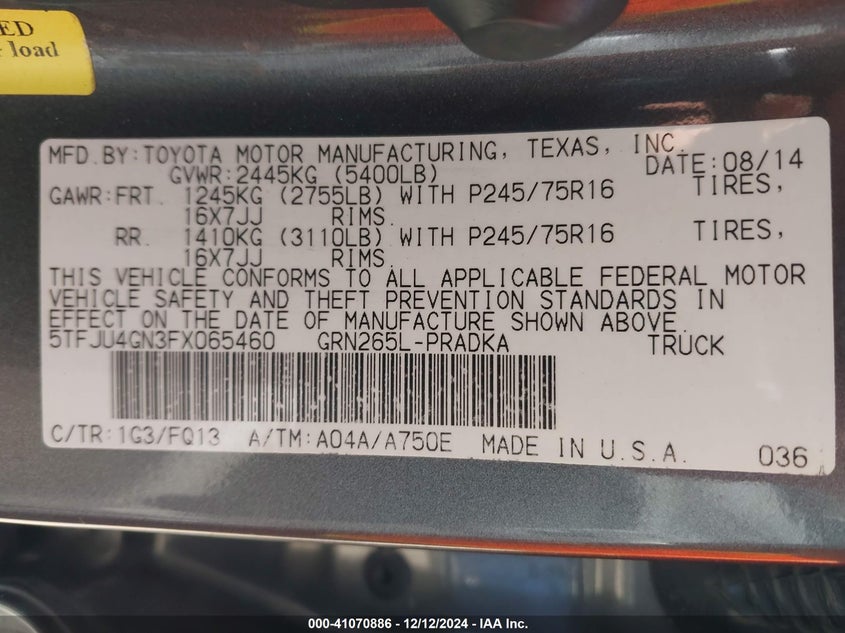 ED
load
MFD. BY: TOYOTA MOTOR MANUFACTURING, TEXAS, INC.
DATE: 08/14
GVWR: 2445KG (5400LB)
GAWR: FRT. 1245KG (2755LB) WITH P245/75R16 TIRES,
16X7JJ RIMS.
RR. 1410KG (3110LB) WITH P245/75R16 TIRES,
16X7JJ RIMS.
THIS VEHICLE CONFORMS TO ALL APPLICABLE FEDERAL MOTOR
VEHICLE SAFETY AND THEFT PREVENTION STANDARDS IN
EFFECT ON THE DATE OF MANUFACTURE SHOWN ABOVE.
5TFJU4GN3FX065460 GRN265L-PRADKA TRUCK
C/TR: 1G3/FQ13 A/TM: A04A/A750E MADE IN U.S.A. 036
000-41070886 - 12/12/2024 - IAA Inc.